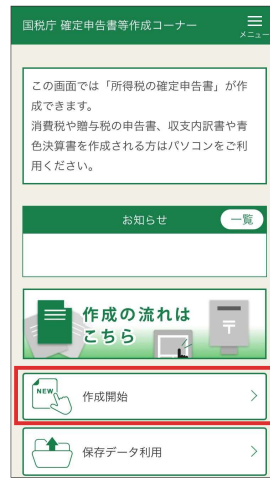 国税庁 確定申告書等作成コーナー
メニュー
この画面では「所得税の確定申告書」が作
成できます。
消費税や贈与税の申告書、収支内訳書や青
色決算書を作成される方はパソコンをご利
用ください。
お知らせ
一覧
作成の流れは
こちら
〒
NEW
作成開始
保存データ利用